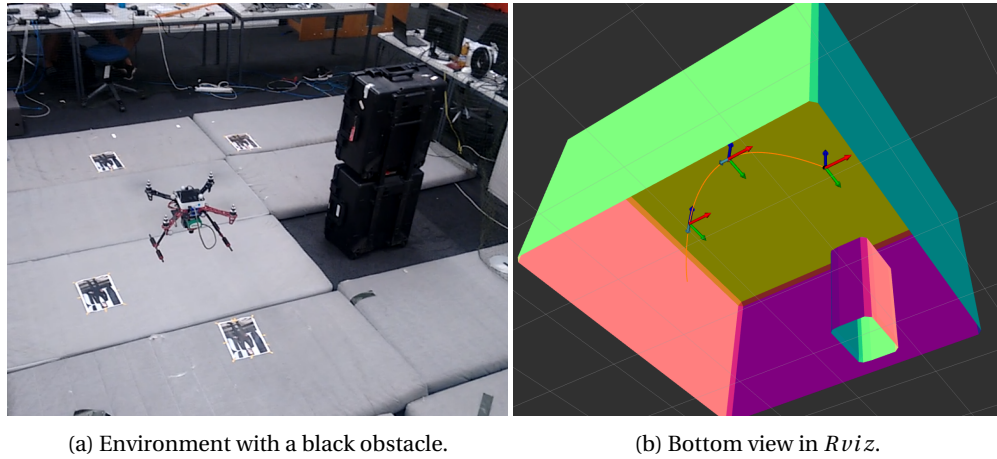 (a) Environment with a black obstacle.
(b) Bottom view in Rviz.